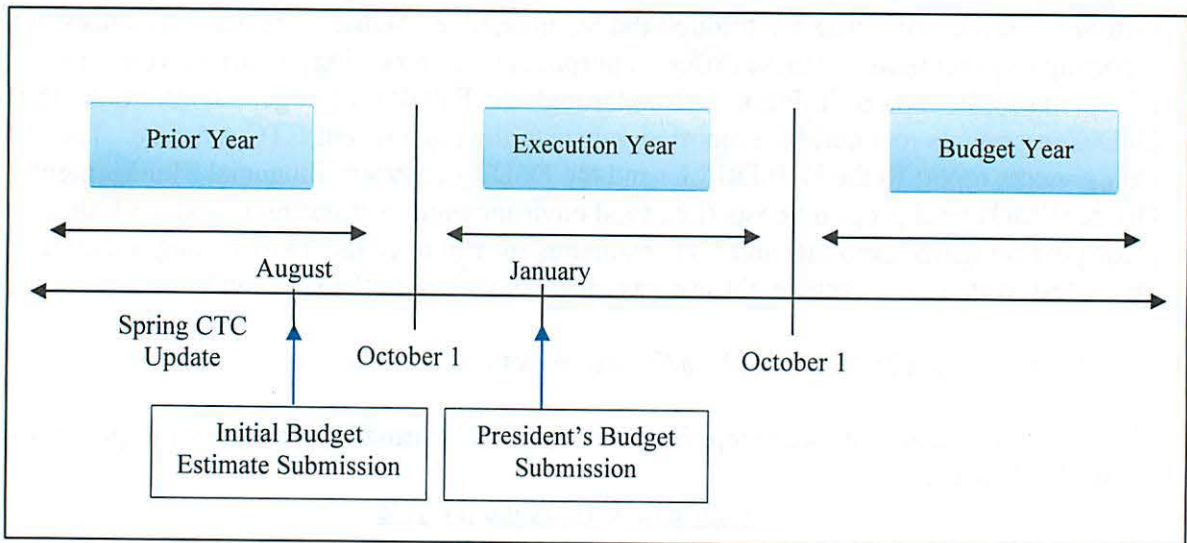 Prior Year
Execution Year
Budget Year
August
January
Spring CTC
Update
October 1
October 1
Initial Budget
Estimate Submission
President's Budget
Submission